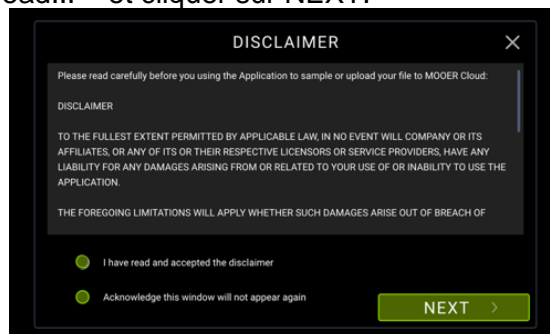 et cliquer sur NEXT.
DISCLAIMER
Please read carefully before you using the Application to sample or upload your file to MOOER Cloud:
DISCLAIMER
TO THE FULLEST EXTENT PERMITTED BY APPLICABLE LAW, IN NO EVENT WILL COMPANY OR ITS
AFFILIATES, OR ANY OF ITS OR THEIR RESPECTIVE LICENSORS OR SERVICE PROVIDERS, HAVE ANY
LIABILITY FOR ANY DAMAGES ARISING FROM OR RELATED TO YOUR USE OF OR INABILITY TO USE THE
APPLICATION.
THE FOREGOING LIMITATIONS WILL APPLY WHETHER SUCH DAMAGES ARISE OUT OF BREACH OF
I have read and accepted the disclaimer
Acknowledge this window will not appear again
NEXT >